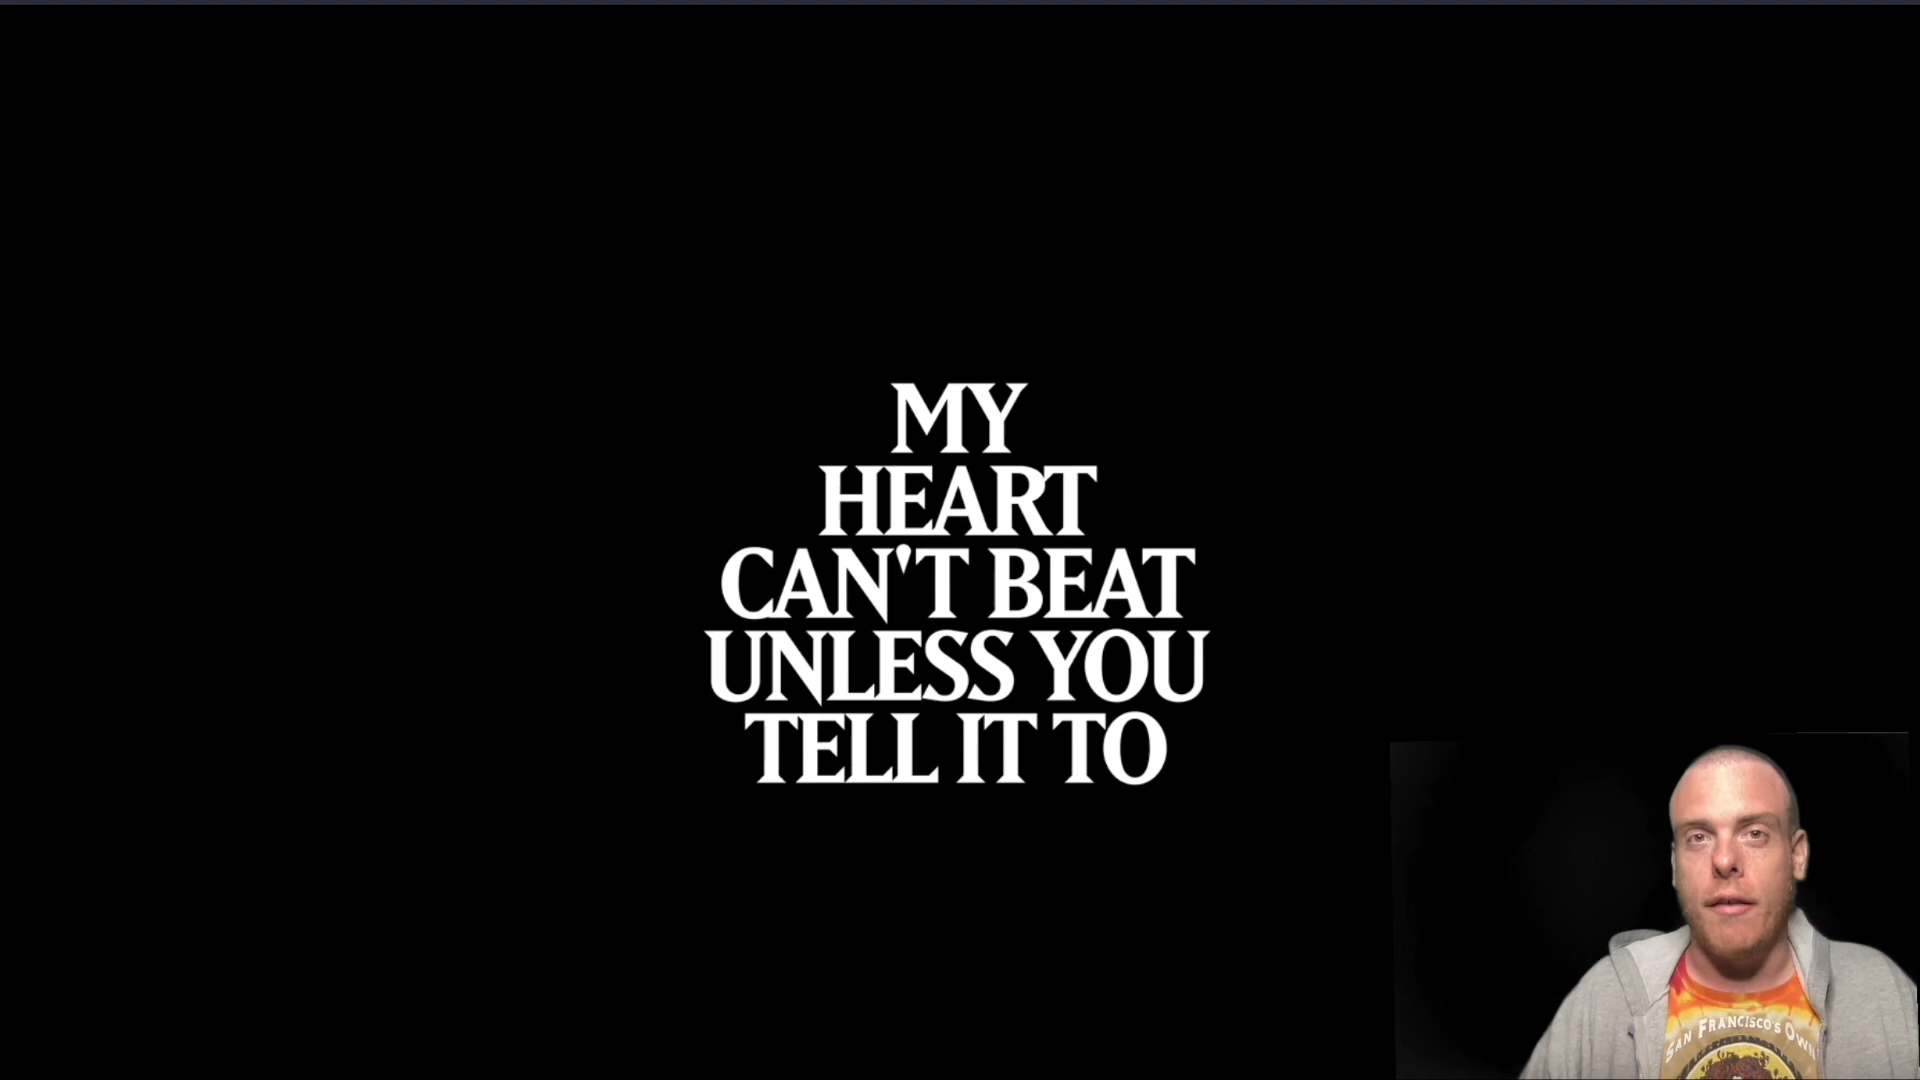 MY
HEART
CAN'T BEAT
UNLESS YOU
TELL IT TO
SAN FRANCISCO'S OWN